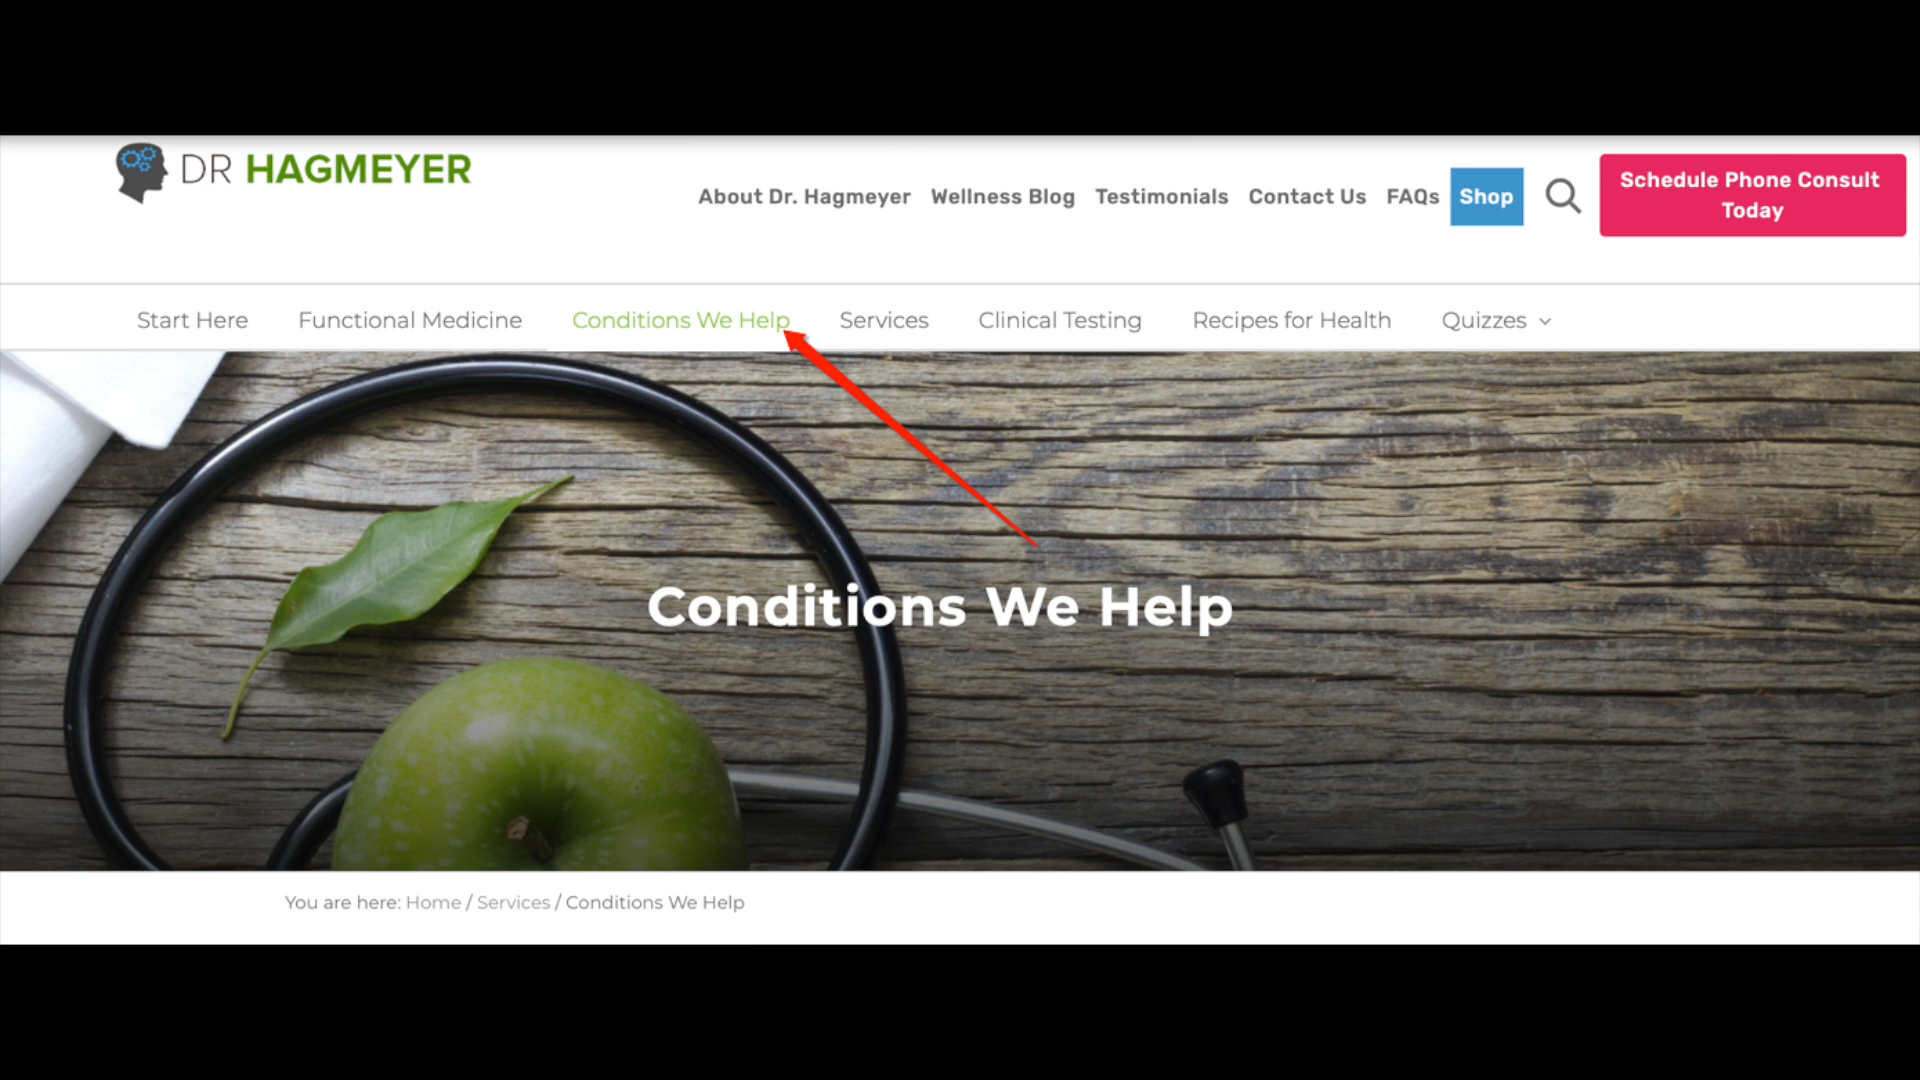 DR HAGMEYER
About Dr. Hagmeyer Wellness Blog Testimonials Contact Us FAQs Shop
Schedule Phone Consult
Today
Start Here Functional Medicine Conditions We Help Services Clinical Testing Recipes for Health Quizzes
Conditions We Help
You are here: Home / Services / Conditions We Help